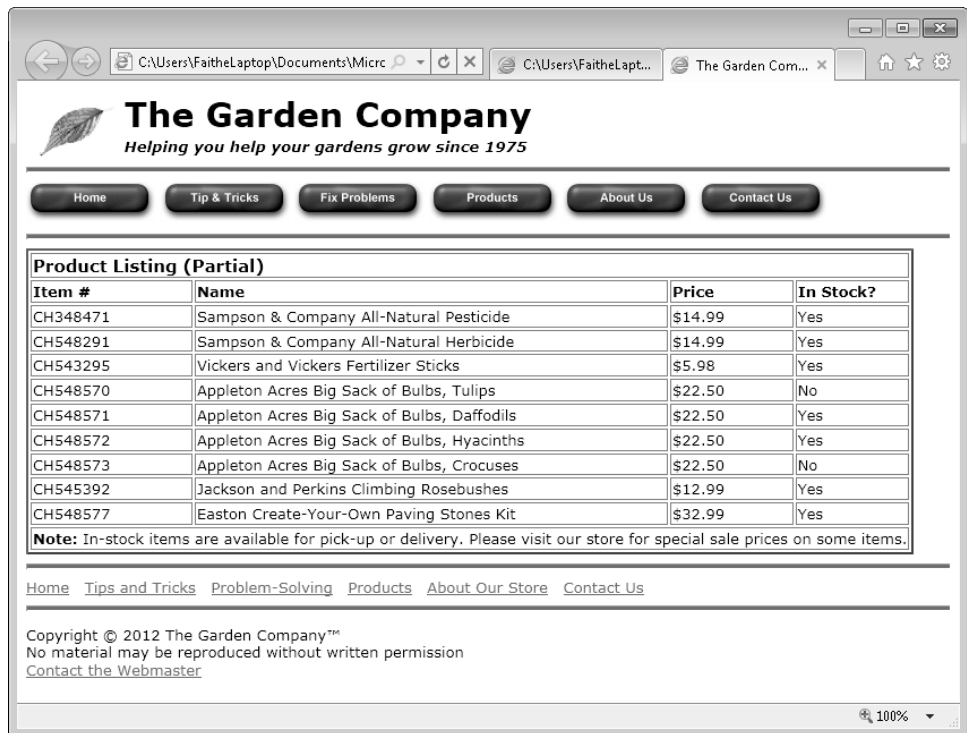 C:\Users\FaitheLaptop\Documents\Micrc
C:\Users\FaitheLapt...
The Garden Com...
The Garden Company
Helping you help your gardens grow since 1975
Home Tip & Tricks Fix Problems Products About Us Contact Us
Product Listing (Partial)
Item # Name Price In Stock?
CH348471 Sampson & Company All-Natural Pesticide $14.99 Yes
CH548291 Sampson & Company All-Natural Herbicide $14.99 Yes
CH543295 Vickers and Vickers Fertilizer Sticks $5.98 Yes
CH548570 Appleton Acres Big Sack of Bulbs, Tulips $22.50 No
CH548571 Appleton Acres Big Sack of Bulbs, Daffodils $22.50 Yes
CH548572 Appleton Acres Big Sack of Bulbs, Hyacinths $22.50 Yes
CH548573 Appleton Acres Big Sack of Bulbs, Crocuses $22.50 No
CH545392 Jackson and Perkins Climbing Rosebushes $12.99 Yes
CH548577 Easton Create-Your-Own Paving Stones Kit $32.99 Yes
Note: In-stock items are available for pick-up or delivery. Please visit our store for special sale prices on some items.
Home Tips and Tricks Problem-Solving Products About Our Store Contact Us
Copyright © 2012 The Garden Company™
No material may be reproduced without written permission
Contact the Webmaster
100%